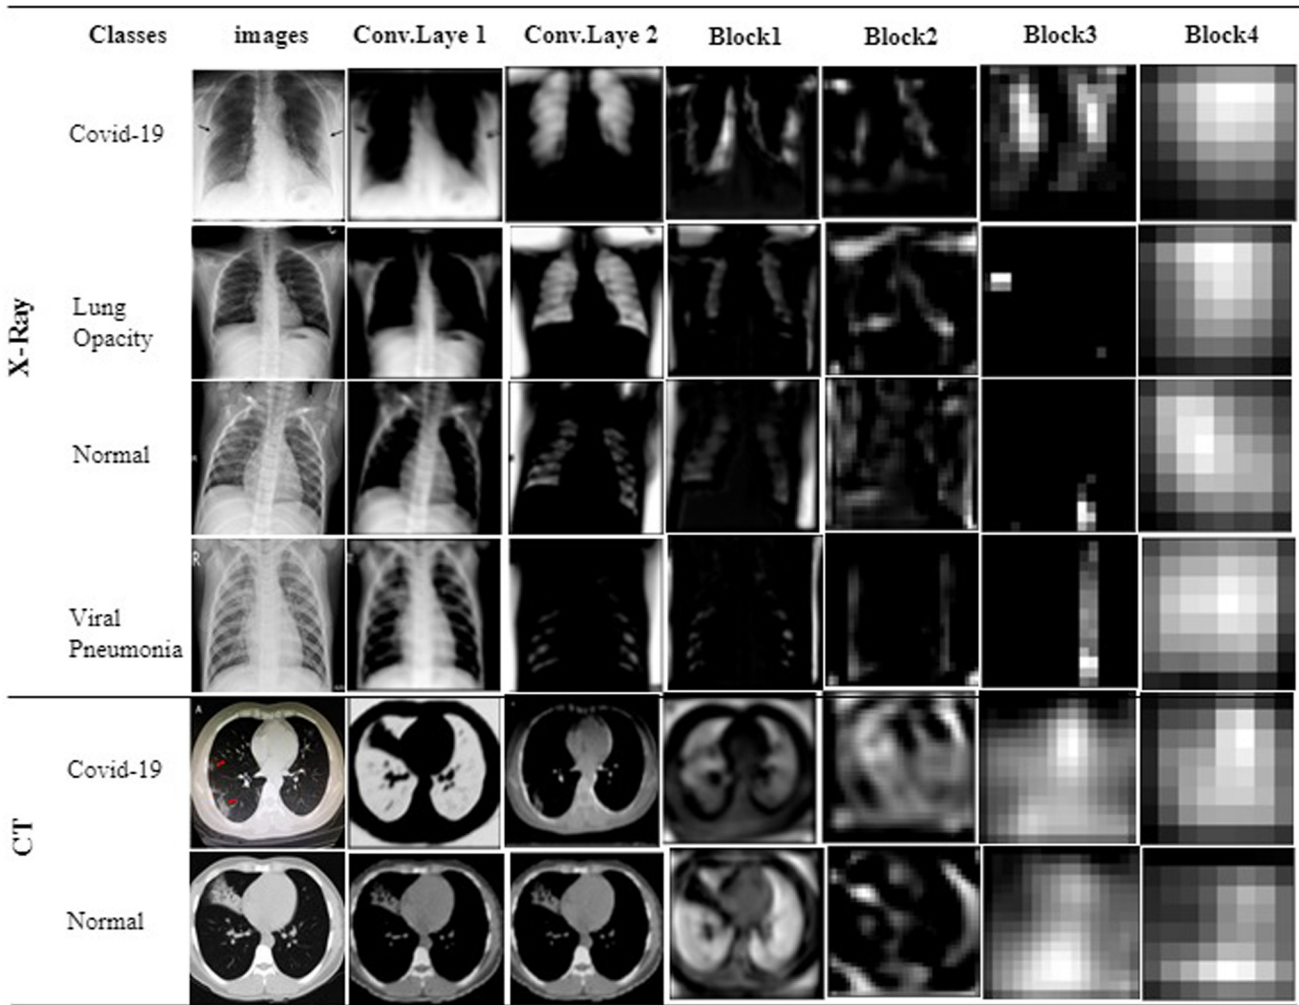 Classes images Conv.Laye 1 Conv.Laye 2 Block1 Block2 Block3 Block4
X-Ray
Covid-19
Lung
Opacity
Normal
R
Viral
Pneumonia
CT
A
Covid-19
Normal